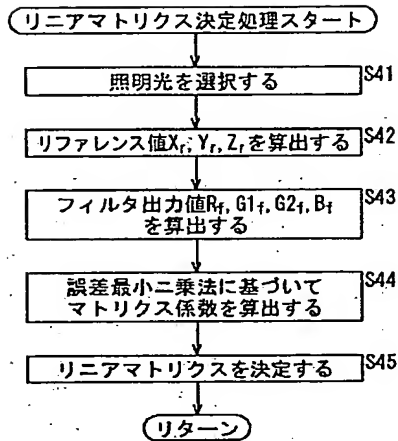 リニアマトリクス決定処理スタート
S41
照明光を選択する
S42
リファレンス値Xr, Yr, Zrを算出する
S43
フィルタ出力値Rf, G1f, G2f, Bf
を算出する
S44
誤差最小二乗法に基づいて
マトリクス係数を算出する
S45
リニアマトリクスを決定する
リターン